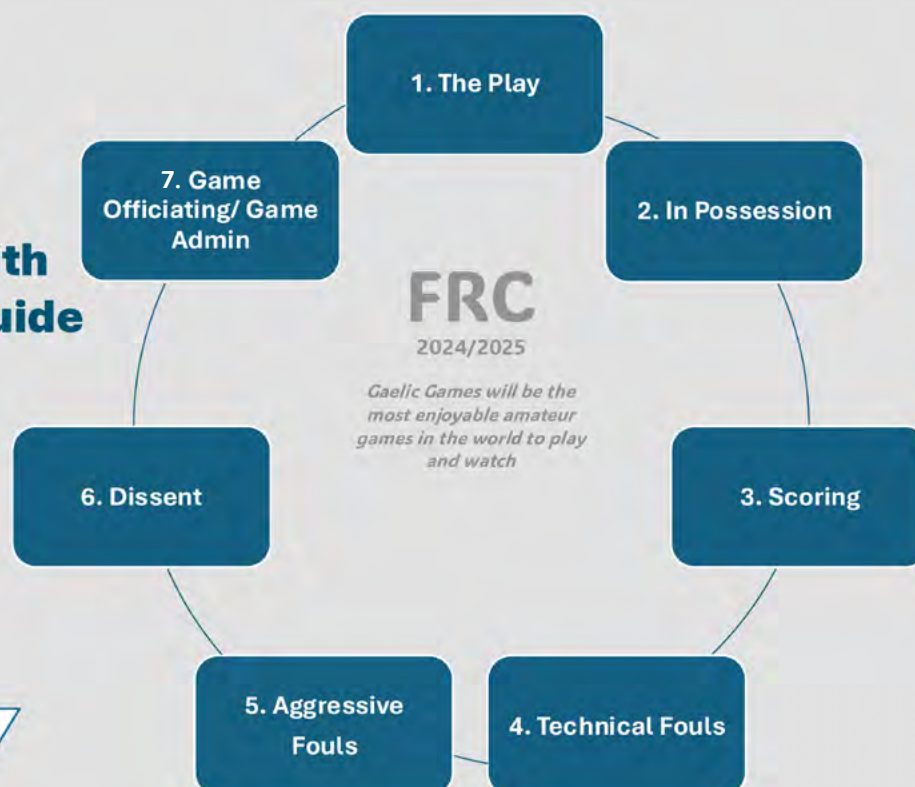 1. The Play
7. Game
Officiating/ Game
Admin
2. In Possession
th
uide
FRC
2024/2025
Gaelic Games will be the
most enjoyable amateur
games in the world to play
and watch
6. Dissent
3. Scoring
5. Aggressive
Fouls
4. Technical Fouls